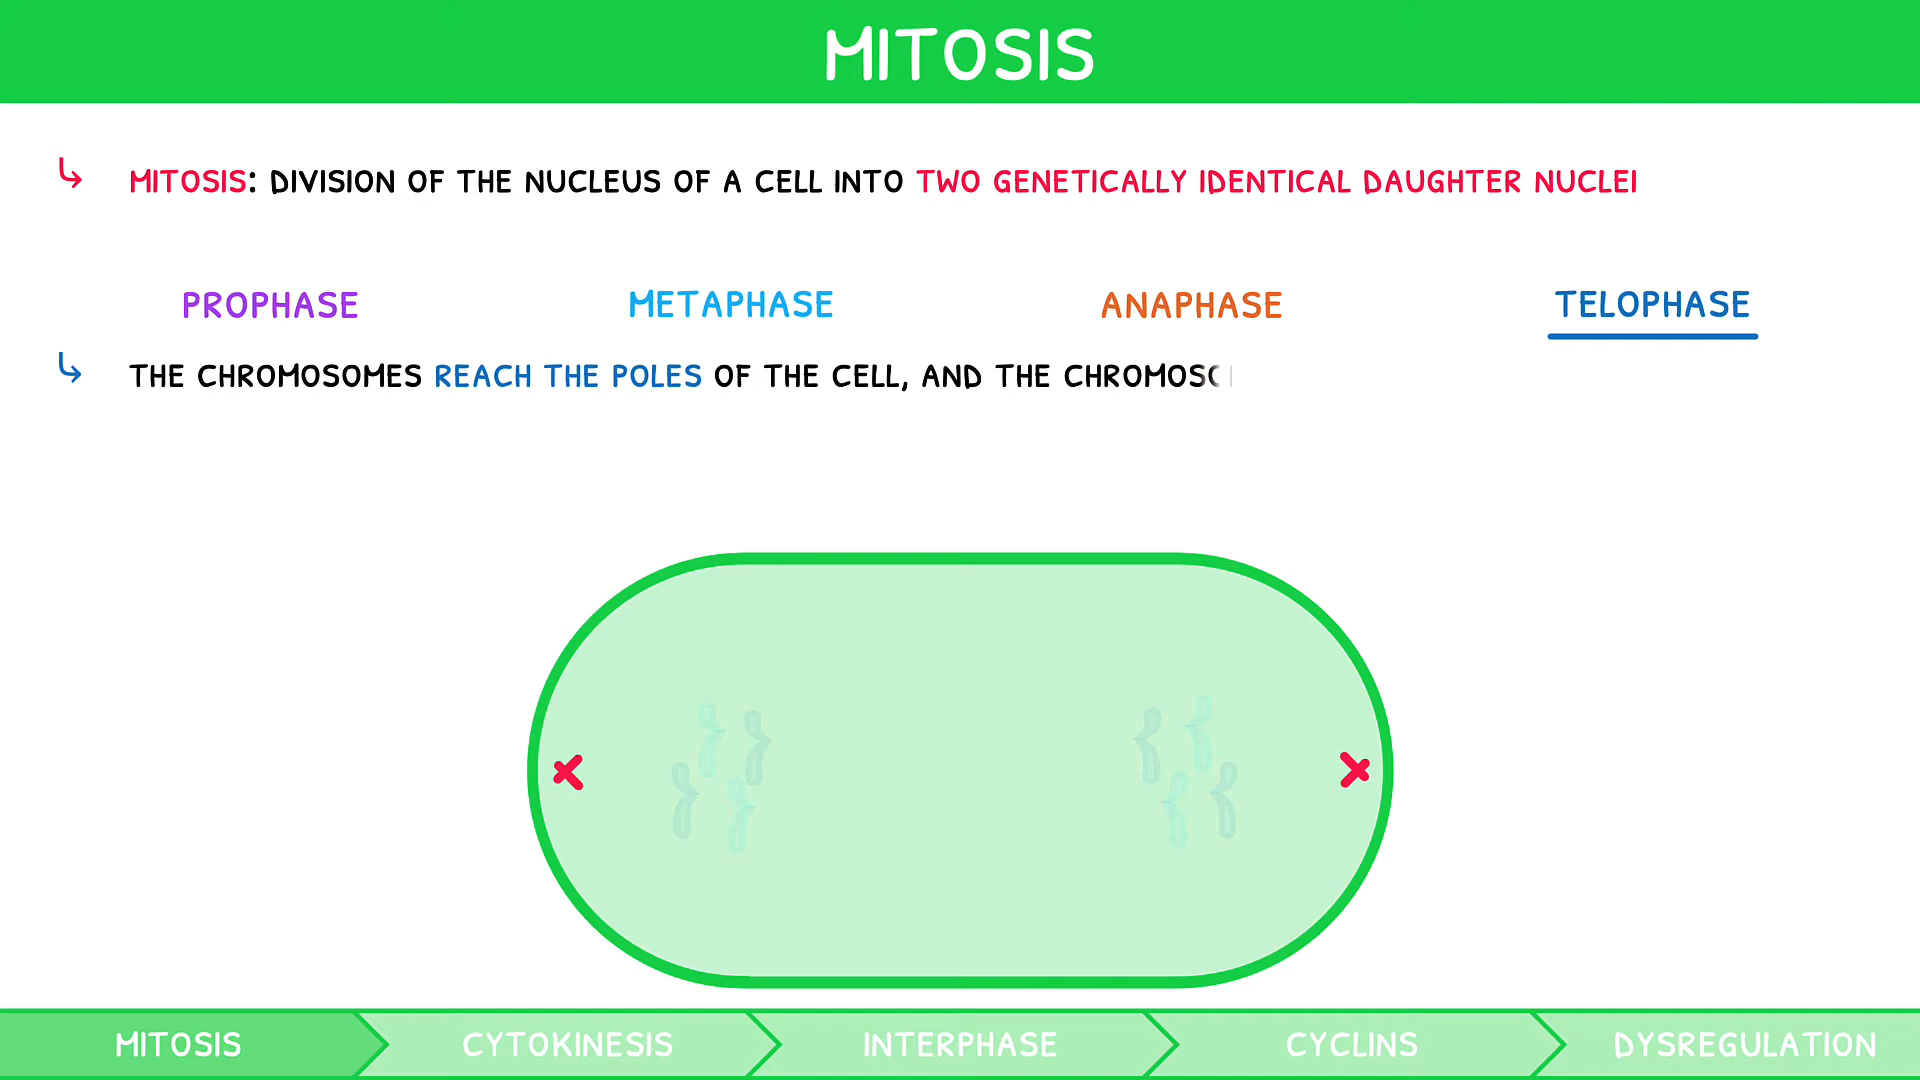 MITOSIS
MITOSIS: DIVISION OF THE NUCLEUS OF A CELL INTO TWO GENETICALLY IDENTICAL DAUGHTER NUCLEI
PROPHASE METAPHASE ANAPHASE TELOPHASE
THE CHROMOSOMES REACH THE POLES OF THE CELL, AND THE
MITOSIS CYTOKINESIS INTERPHASE CYCLINS DYSREGULATION